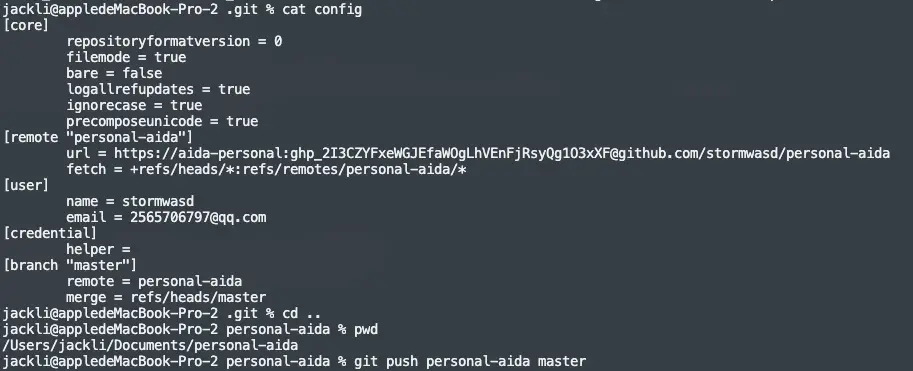 jackli@appledeMacBook-Pro-2 .git % cat config
[core]
repositoryformatversion = 0
filemode = true
bare = false
logallrefupdates = true
ignorecase = true
precomposeunicode = true
[remote "personal-aida"]
url = https://aida-personal:[access token omitted]@github.com/stormwasd/personal-aida
fetch = +refs/heads/*:refs/remotes/personal-aida/*
[user]
name = stormwasd
email = 2565706797@qq.com
[credential]
helper =
[branch "master"]
remote = personal-aida
merge = refs/heads/master
jackli@appledeMacBook-Pro-2 .git % cd ..
jackli@appledeMacBook-Pro-2 personal-aida % pwd
/Users/jackli/Documents/personal-aida
jackli@appledeMacBook-Pro-2 personal-aida % git push personal-aida master